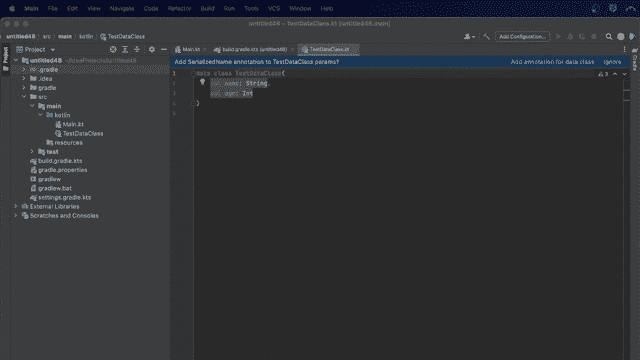 Main File Edit View Navigate Code Refactor Build Run Tools VCS Window Help
untitled48 – TestDataClass.kt [untitled48.main]
untitled48 src main kotlin TestDataClass
Add Configuration...
Project
Main.kt build.gradle.kts (untitled48) TestDataClass.kt
untitled48 ~/IdeaProjects/untitled48
.gradle
.idea
gradle
src
main
kotlin
Main.kt
TestDataClass
resources
test
build.gradle.kts
gradle.properties
gradlew
gradlew.bat
settings.gradle.kts
External Libraries
Scratches and Consoles
Add SerializedName annotation to TestDataClass params?
Add annotation for data class Ignore
1 data class TestDataClass(
2 val name: String,
3 val age: Int
4 )
3
Project
Gradle